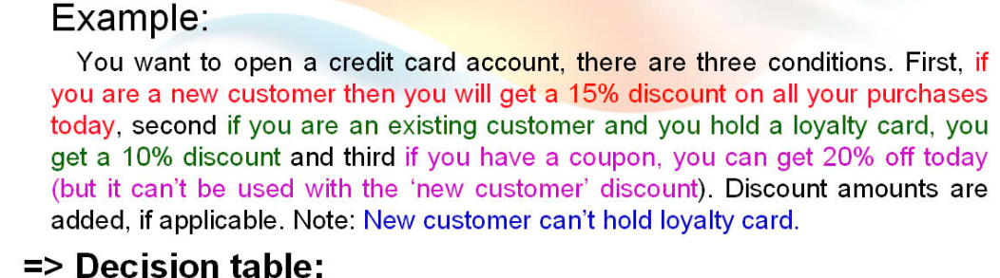 Example:
You want to open a credit card account, there are three conditions. First, if
you are a new customer then you will get a 15% discount on all your purchases
today, second if you are an existing customer and you hold a loyalty card, you
get a 10% discount and third if you have a coupon, you can get 20% off today
(but it can't be used with the ‘new customer’ discount). Discount amounts are
added, if applicable. Note: New customer can't hold loyalty card.
=> Decision table: